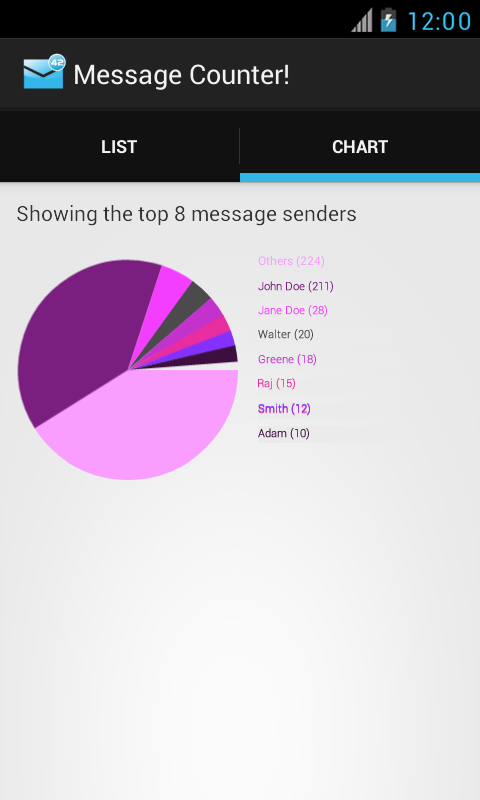 12:00
42
Message Counter!
LIST
CHART
Showing the top 8 message senders
Others (224)
John Doe (211)
Jane Doe (28)
Walter (20)
Greene (18)
Raj (15)
Smith (12)
Adam (10)